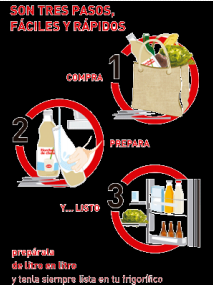 SON TRES PASOS,
FÁCILES Y RÁPIDOS
1
COMPRA
2
PREPARA
3
Y... LISTO
prepárala
de litro en litro
y tenla siempre lista en tu frigorífico